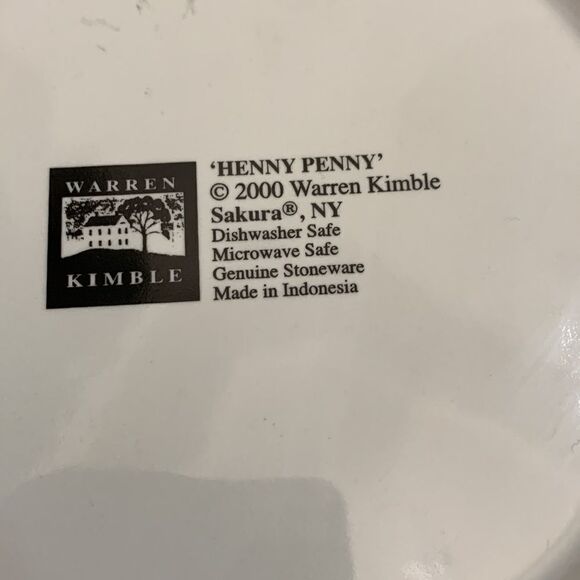 WARREN
KIMBLE
‘HENNY PENNY’
© 2000 Warren Kimble
Sakura®, NY
Dishwasher Safe
Microwave Safe
Genuine Stoneware
Made in Indonesia